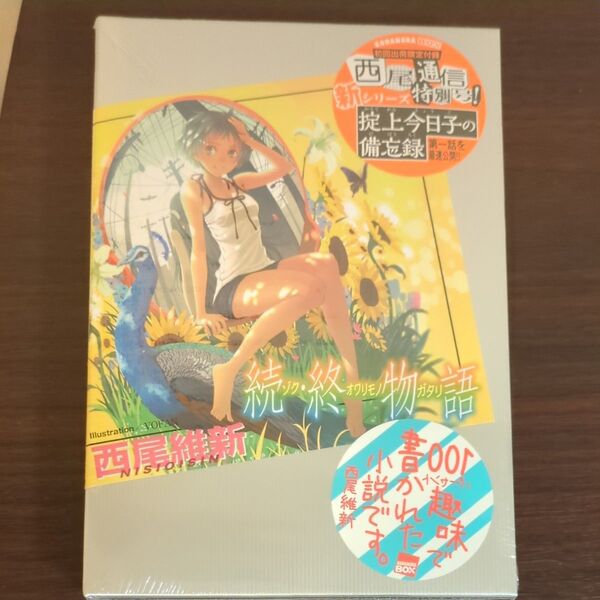 初回出荷限定付録
西尾通信
特別号!
新シリーズ
掟上今日子の
備忘録
第一話を
最速公開!!
続・終物語
ゾク・オワリモノガタリ
Illustration VOFAN
西尾維新
NISIOISIN
100パーセント
趣味で
書かれた
小説です。
西尾維新
KODANSHA
BOX